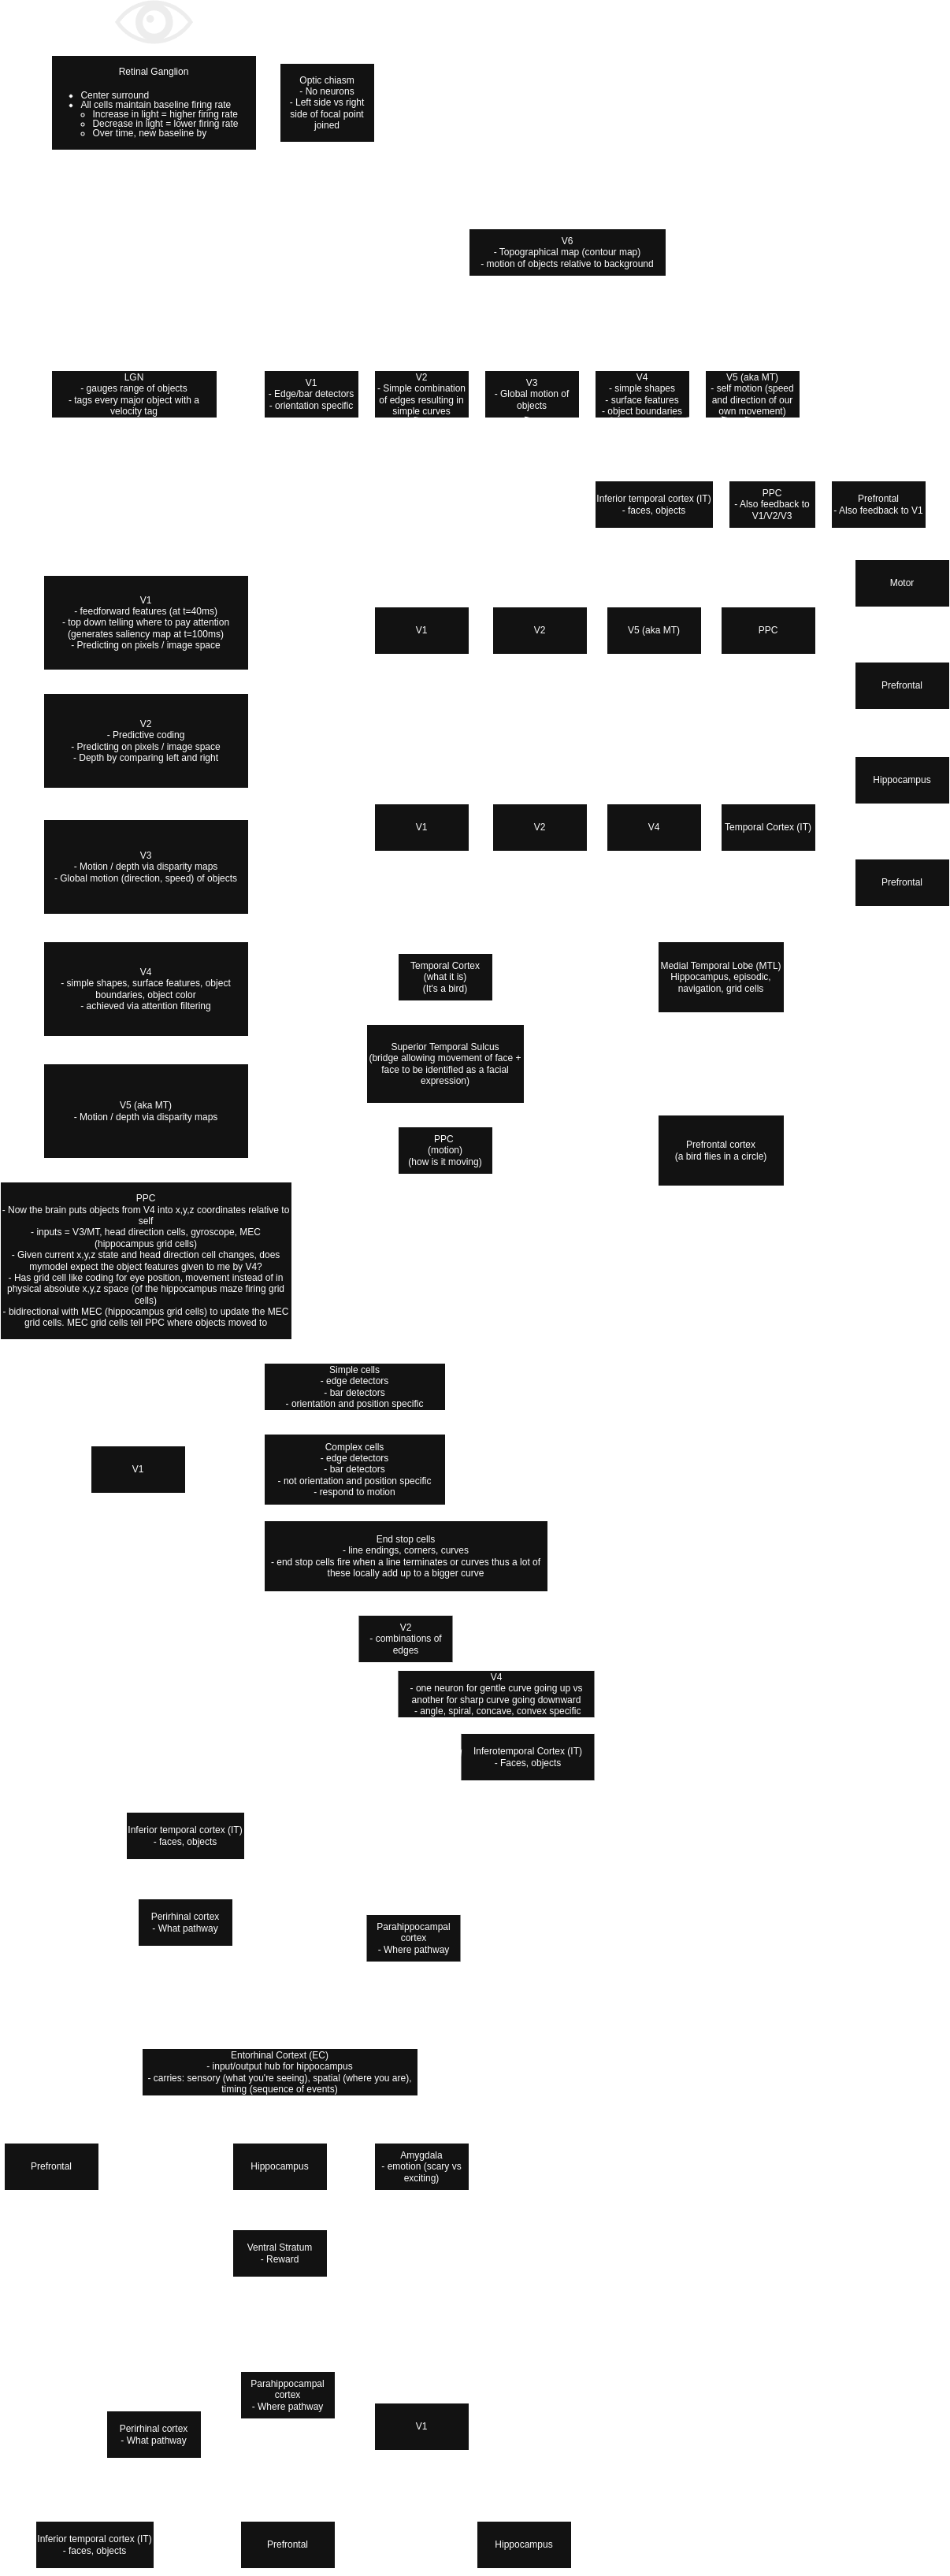 Retinal Ganglion
Center surround
All cells maintain baseline firing rate
Increase in light = higher firing rate
Decrease in light = lower firing rate
Over time, new baseline by
Optic chiasm
- No neurons
- Left side vs right
side of focal point
joined
V6
- Topographical map (contour map)
- motion of objects relative to background
LGN
- gauges range of objects
- tags every major object with a
velocity tag
V1
- Edge/bar detectors
- orientation specific
V2
- Simple combination
of edges resulting in
simple curves
V3
- Global motion of
objects
V4
- simple shapes
- surface features
- object boundaries
V5 (aka MT)
- self motion (speed
and direction of our
own movement)
Inferior temporal cortex (IT)
- faces, objects
PPC
- Also feedback to
V1/V2/V3
Prefrontal
- Also feedback to V1
Motor
V1
- feedforward features (at t=40ms)
- top down telling where to pay attention
(generates saliency map at t=100ms)
- Predicting on pixels / image space
V1
V2
V5 (aka MT)
PPC
Prefrontal
V2
- Predictive coding
- Predicting on pixels / image space
- Depth by comparing left and right
Hippocampus
V1
V2
V4
Temporal Cortex (IT)
V3
- Motion / depth via disparity maps
- Global motion (direction, speed) of objects
Prefrontal
V4
- simple shapes, surface features, object
boundaries, object color
- achieved via attention filtering
Temporal Cortex
(what it is)
(It's a bird)
Medial Temporal Lobe (MTL)
Hippocampus, episodic,
navigation, grid cells
Superior Temporal Sulcus
(bridge allowing movement of face +
face to be identified as a facial
expression)
V5 (aka MT)
- Motion / depth via disparity maps
PPC
(motion)
(how is it moving)
Prefrontal cortex
(a bird flies in a circle)
PPC
- Now the brain puts objects from V4 into x,y,z coordinates relative to
self
- inputs = V3/MT, head direction cells, gyroscope, MEC
(hippocampus grid cells)
- Given current x,y,z state and head direction cell changes, does
mymodel expect the object features given to me by V4?
- Has grid cell like coding for eye position, movement instead of in
physical absolute x,y,z space (of the hippocampus maze firing grid
cells)
- bidirectional with MEC (hippocampus grid cells) to update the MEC
grid cells. MEC grid cells tell PPC where objects moved to
Simple cells
- edge detectors
- bar detectors
- orientation and position specific
V1
Complex cells
- edge detectors
- bar detectors
- not orientation and position specific
- respond to motion
End stop cells
- line endings, corners, curves
- end stop cells fire when a line terminates or curves thus a lot of
these locally add up to a bigger curve
V2
- combinations of
edges
V4
- one neuron for gentle curve going up vs
another for sharp curve going downward
- angle, spiral, concave, convex specific
Inferotemporal Cortex (IT)
- Faces, objects
Inferior temporal cortex (IT)
- faces, objects
Perirhinal cortex
- What pathway
Parahippocampal
cortex
- Where pathway
Entorhinal Cortext (EC)
- input/output hub for hippocampus
- carries: sensory (what you're seeing), spatial (where you are),
timing (sequence of events)
Prefrontal
Hippocampus
Amygdala
- emotion (scary vs
exciting)
Ventral Stratum
- Reward
Parahippocampal
cortex
- Where pathway
Perirhinal cortex
- What pathway
V1
Inferior temporal cortex (IT)
- faces, objects
Prefrontal
Hippocampus